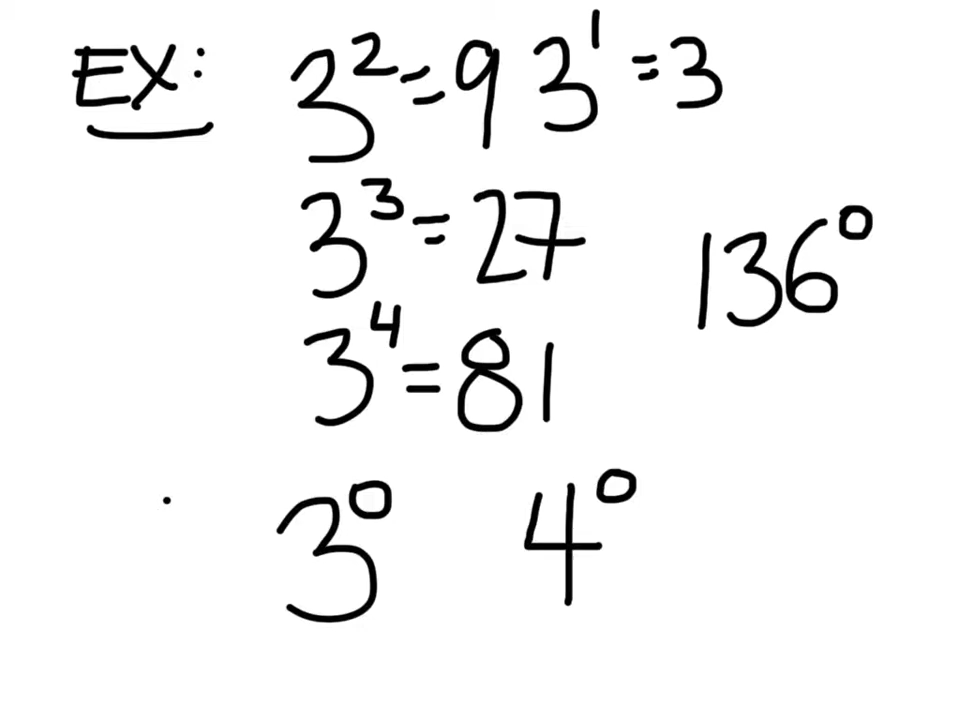 EX: 3² = 9 3¹ = 3
3³ = 27
136⁰
3⁴ = 81
3⁰ 4⁰